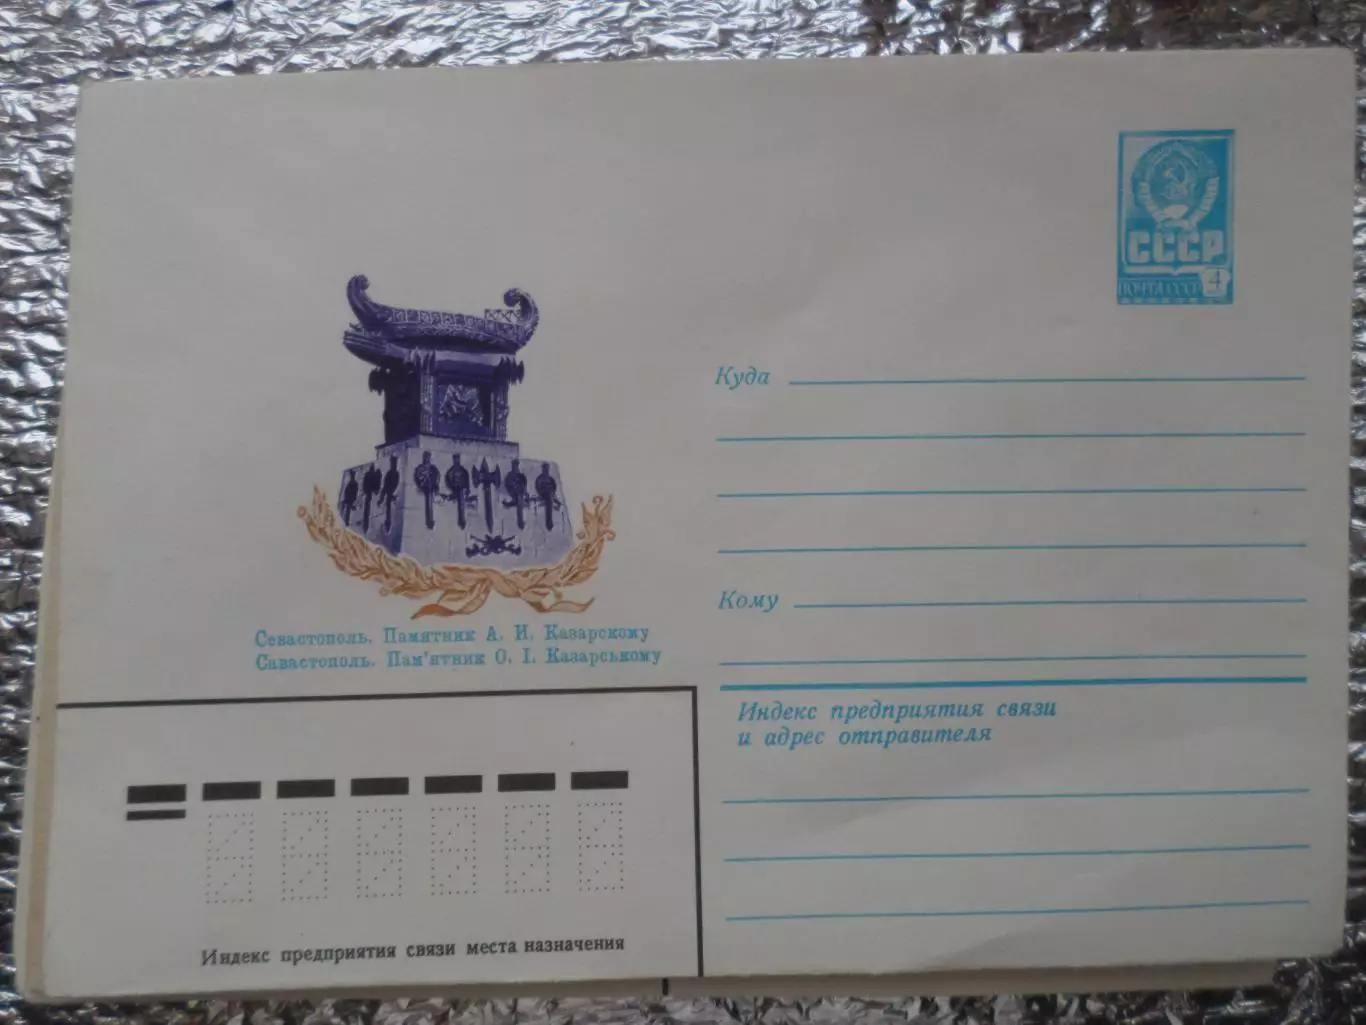 СССР
ПОЧТА СССР 4
Куда
Кому
Севастополь. Памятник А. И. Казарскому
Савастополь. Пам'ятник О. І. Казарському
Индекс предприятия связи
и адрес отправителя
Индекс предприятия связи места назначения